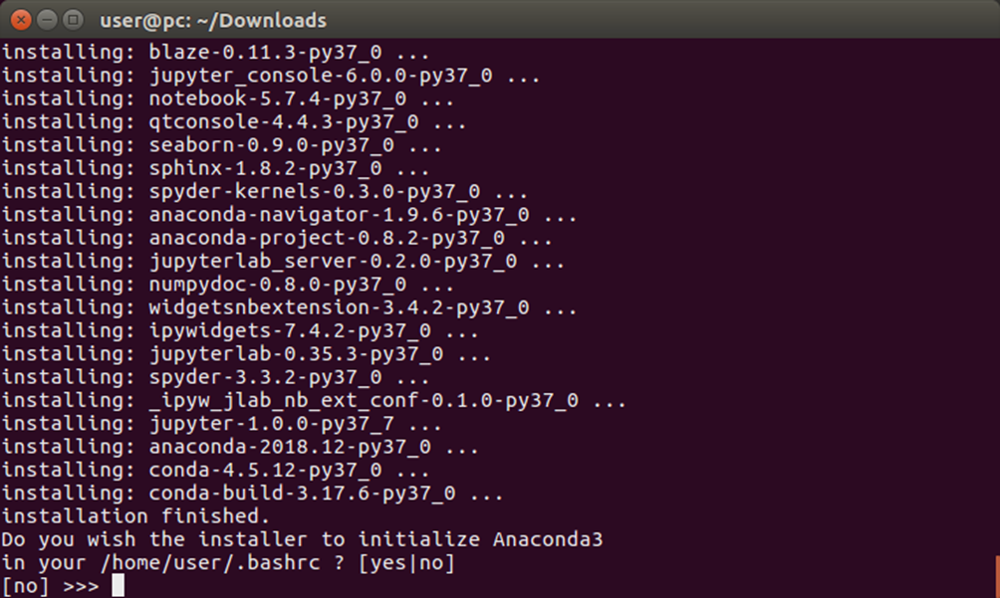 user@pc: ~/Downloads
installing: blaze-0.11.3-py37_0 ...
installing: jupyter_console-6.0.0-py37_0 ...
installing: notebook-5.7.4-py37_0 ...
installing: qtconsole-4.4.3-py37_0 ...
installing: seaborn-0.9.0-py37_0 ...
installing: sphinx-1.8.2-py37_0 ...
installing: spyder-kernels-0.3.0-py37_0 ...
installing: anaconda-navigator-1.9.6-py37_0 ...
installing: anaconda-project-0.8.2-py37_0 ...
installing: jupyterlab_server-0.2.0-py37_0 ...
installing: numpydoc-0.8.0-py37_0 ...
installing: widgetsnbextension-3.4.2-py37_0 ...
installing: ipywidgets-7.4.2-py37_0 ...
installing: jupyterlab-0.35.3-py37_0 ...
installing: spyder-3.3.2-py37_0 ...
installing: _ipyw_jlab_nb_ext_conf-0.1.0-py37_0 ...
installing: jupyter-1.0.0-py37_7 ...
installing: anaconda-2018.12-py37_0 ...
installing: conda-4.5.12-py37_0 ...
installing: conda-build-3.17.6-py37_0 ...
installation finished.
Do you wish the installer to initialize Anaconda3
in your /home/user/.bashrc ? [yes|no]
[no] >>>